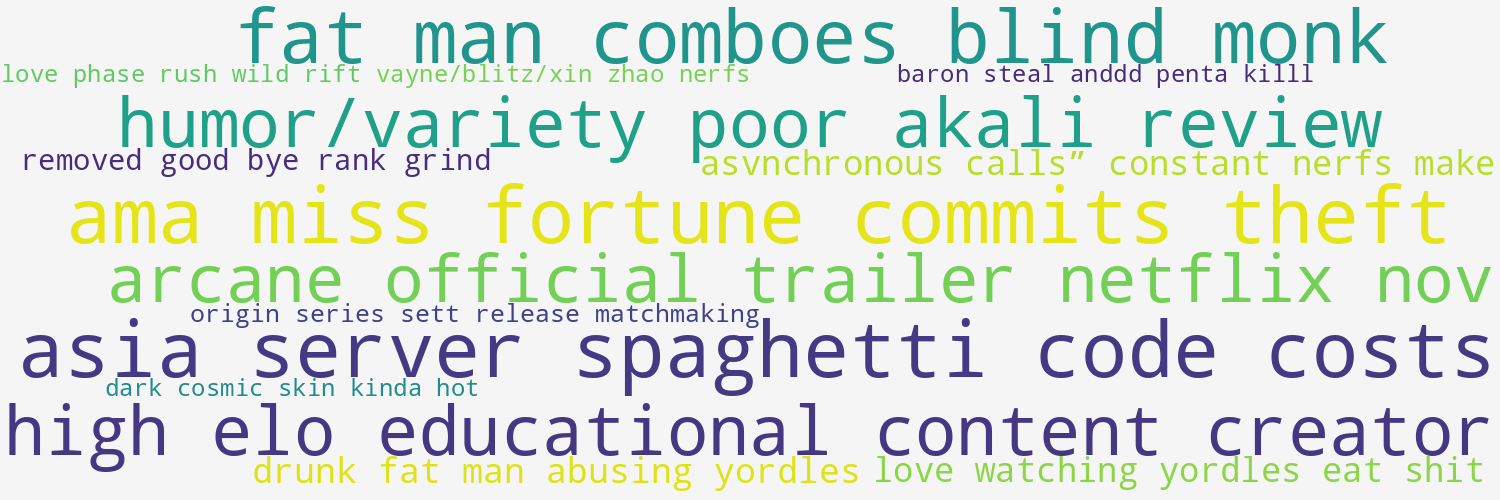 fat man comboes blind monk
love phase rush wild rift vayne/blitz/xin zhao nerfs
baron steal anddd penta killl
humor/variety poor akali review
removed good bye rank grind
asvnchronous calls” constant nerfs make
ama miss fortune commits theft
arcane official trailer netflix nov
origin series sett release matchmaking
asia server spaghetti code costs
dark cosmic skin kinda hot
high elo educational content creator
drunk fat man abusing yordles
love watching yordles eat shit